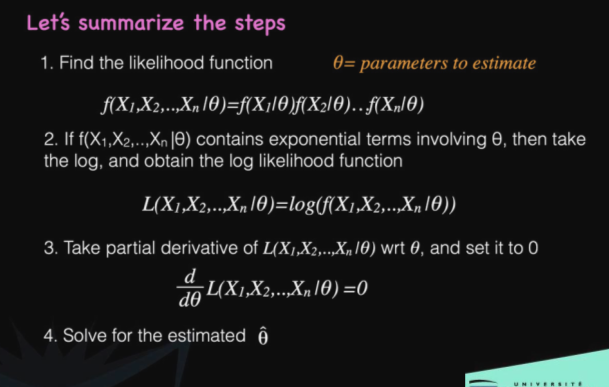 Let's summarize the steps
1. Find the likelihood function θ= parameters to estimate
f(X₁,X₂,..,Xₙ|θ)=f(X₁|θ)f(X₂|θ)..f(Xₙ|θ)
2. If f(X₁,X₂,..,Xₙ|θ) contains exponential terms involving θ, then take
the log, and obtain the log likelihood function
L(X₁,X₂,..,Xₙ|θ)=log(f(X₁,X₂,..,Xₙ|θ))
3. Take partial derivative of L(X₁,X₂,..,Xₙ|θ) wrt θ, and set it to 0
d/dθ L(X₁,X₂,..,Xₙ|θ)=0
4. Solve for the estimated θ̂
UNIVERSITÉ